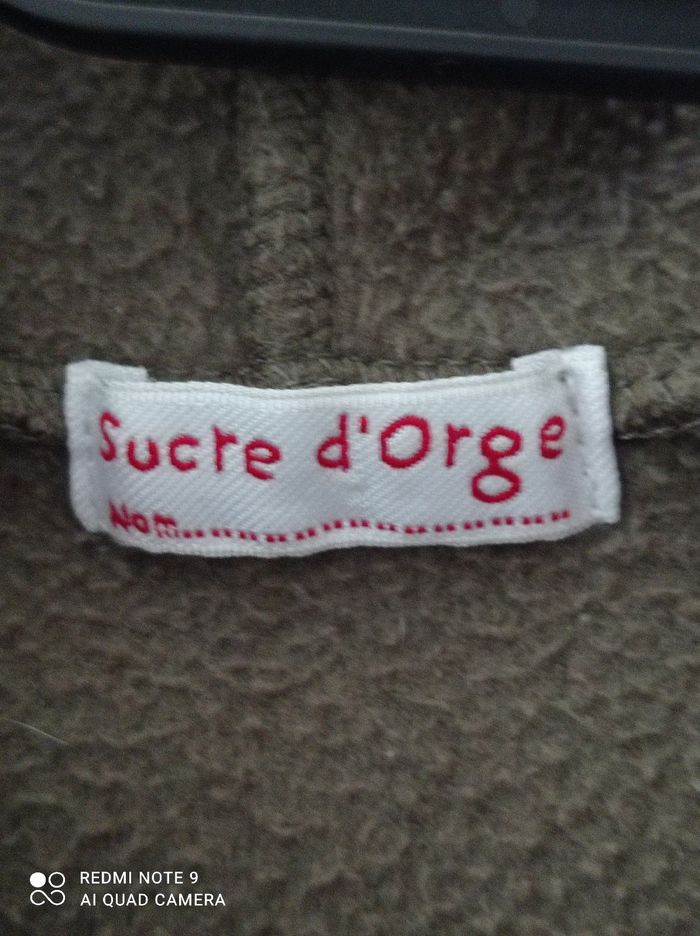 Sucre d'Orge
Nom..............................
REDMI NOTE 9
AI QUAD CAMERA